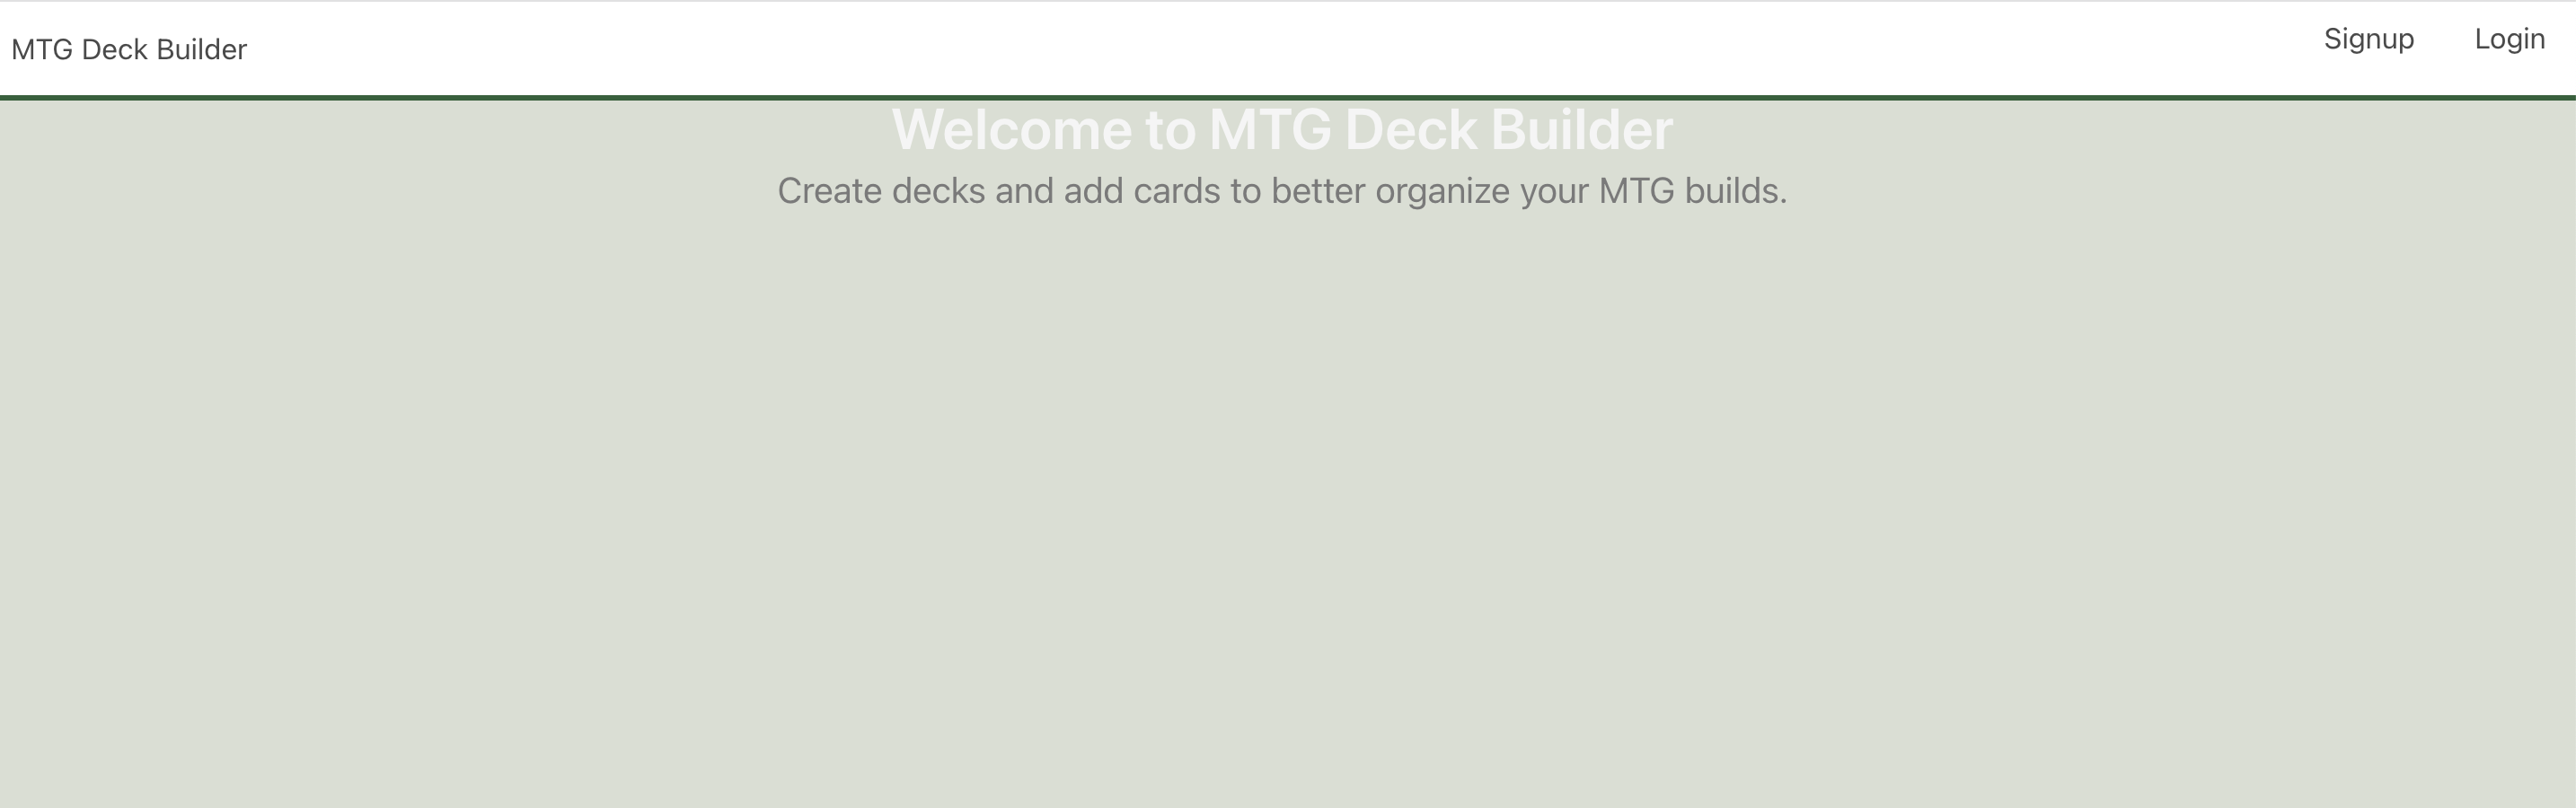 MTG Deck Builder
Signup
Login
Welcome to MTG Deck Builder
Create decks and add cards to better organize your MTG builds.